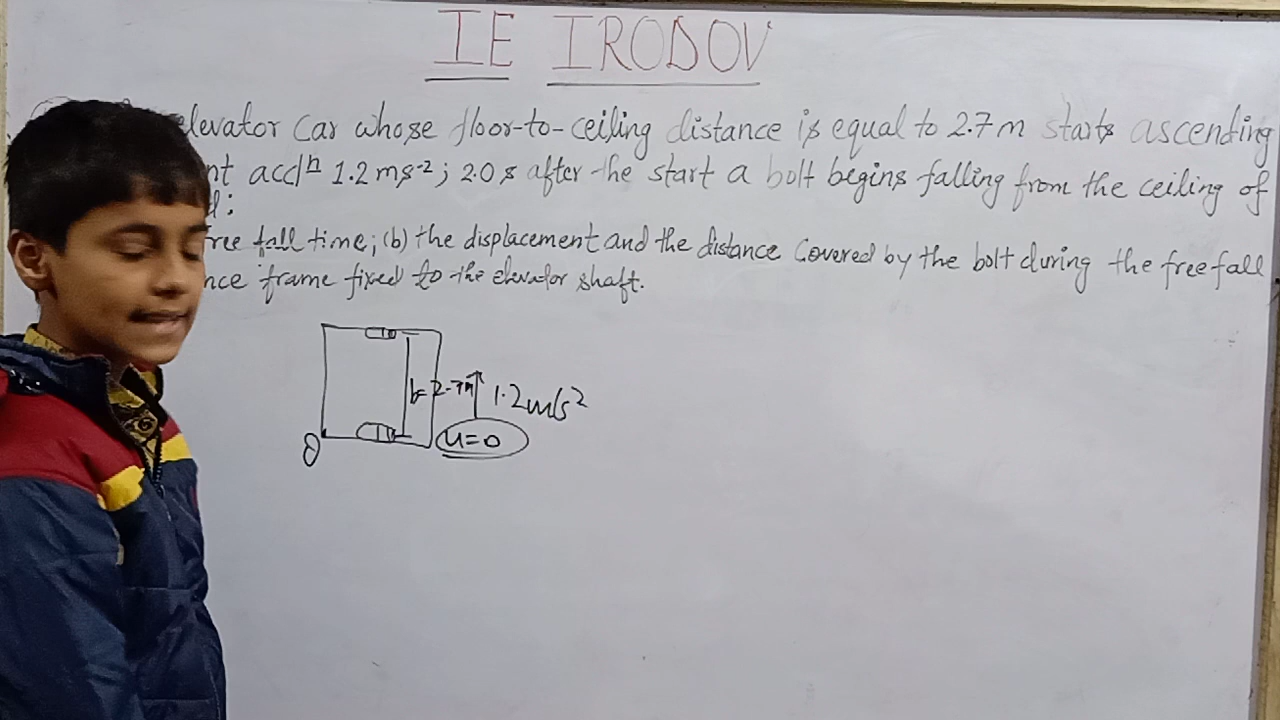 IE IRODOV
elevator car whose floor-to-ceiling distance is equal to 2.7 m starts ascending
nt accl^n 1.2 ms^-2; 2.0 s after the start a bolt begins falling from the ceiling of
d:
free fall time; (b) the displacement and the distance covered by the bolt during the free fall
nce frame fixed to the elevator shaft.
2.7m
1.2m/s²
O
u=0